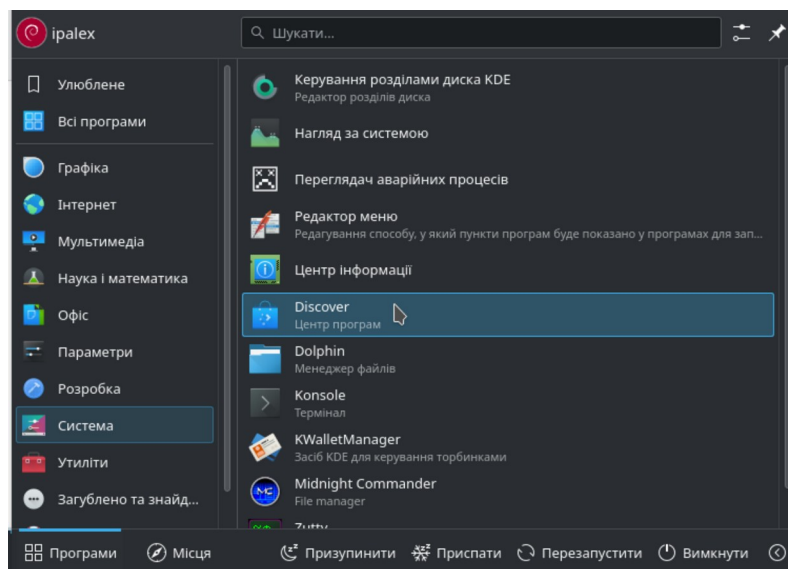 ipalex
Шукати...
Улюблене
Всі програми
Графіка
Інтернет
Мультимедіа
Наука і математика
Офіс
Параметри
Розробка
Система
Утиліти
Загублено та знайд...
Керування розділами диска KDE
Редактор розділів диска
Нагляд за системою
Переглядач аварійних процесів
Редактор меню
Редагування способу, у який пункти програм буде показано у програмах для зап...
Центр інформації
Discover
Центр програм
Dolphin
Менеджер файлів
Konsole
Термінал
KWalletManager
Засіб KDE для керування торбинками
Midnight Commander
File manager
Zutty
Програми
Місця
Призупинити
Приспати
Перезапустити
Вимкнути